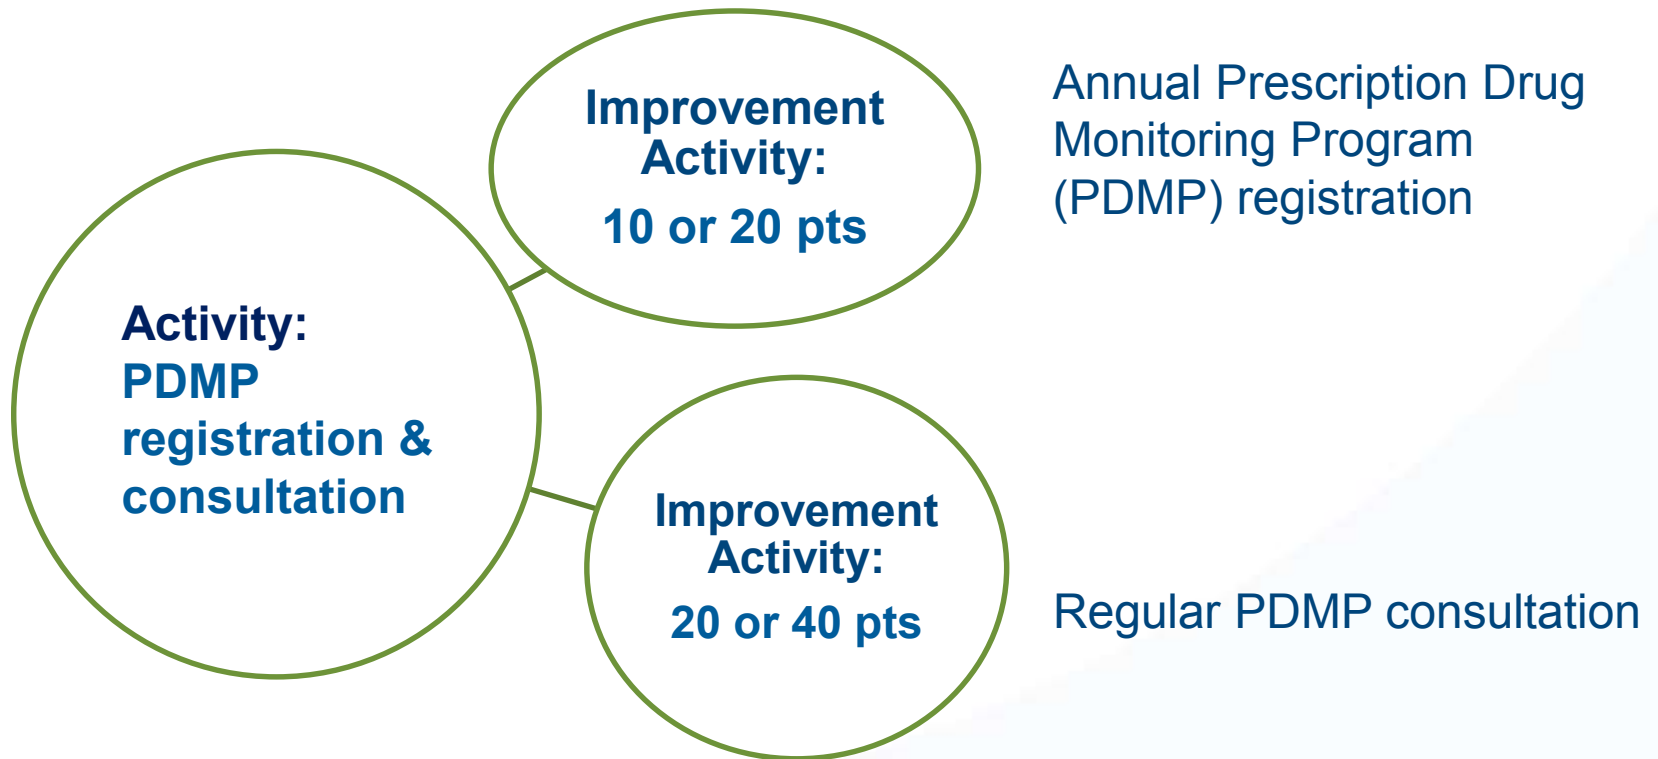 Activity:
PDMP
registration &
consultation
Improvement
Activity:
10 or 20 pts
Annual Prescription Drug
Monitoring Program
(PDMP) registration
Improvement
Activity:
20 or 40 pts
Regular PDMP consultation